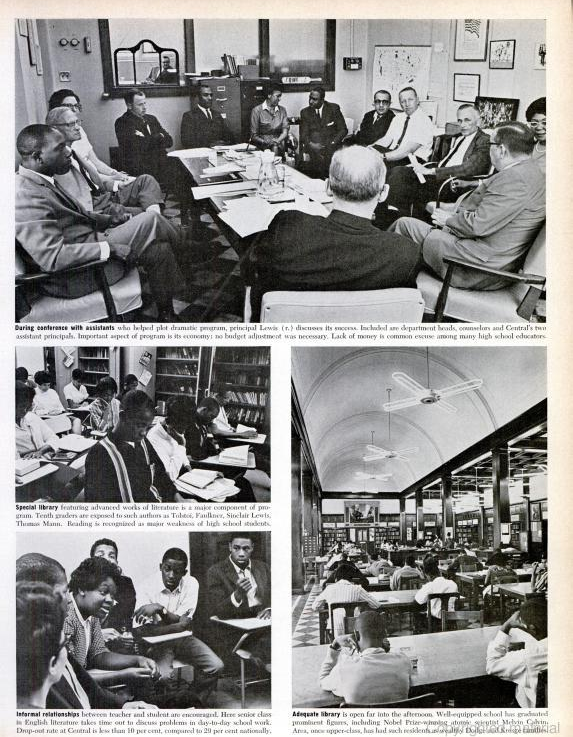 During conference with assistants who helped plot dramatic program, principal Lewis (r.) discusses its success. Included are department heads, counselors and Central's two
assistant principals. Important aspect of program is its economy; no budget adjustment was necessary. Lack of money is common excuse among many high school educators.
Special library featuring advanced works of literature is a major component of pro-
gram. Tenth graders are exposed to such authors as Tolstoi, Faulkner, Sinclair Lewis,
Thomas Mann. Reading is recognized as major weakness of high school students.
Informal relationships between teacher and student are encouraged. Here senior class
in English literature takes time out to discuss problems in day-to-day school work.
Drop-out rate at Central is less than 10 per cent, compared to 29 per cent nationally.
Adequate library is open far into the afternoon. Well-equipped school has graduated
prominent figures, including Nobel Prize-winning atomic scientist Melvin Calvin.
Area, once upper-class, has had such residents as wealthy Dodge and Kresge families.